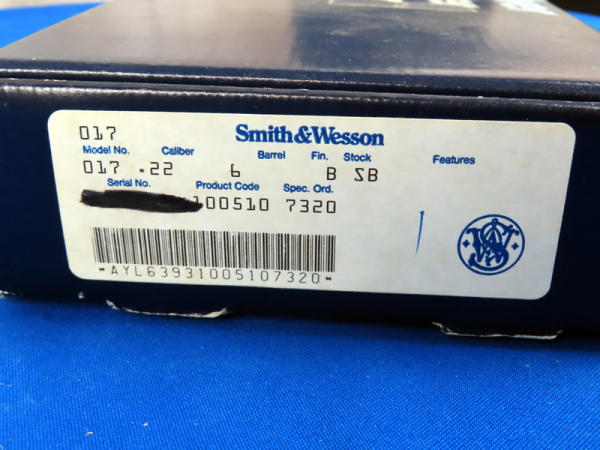 017
Smith&Wesson
Model No. Caliber Barrel Fin. Stock Features
017 .22 6 B SB
Serial No. Product Code Spec. Ord.
100510 7320
*AYL63931005107320*